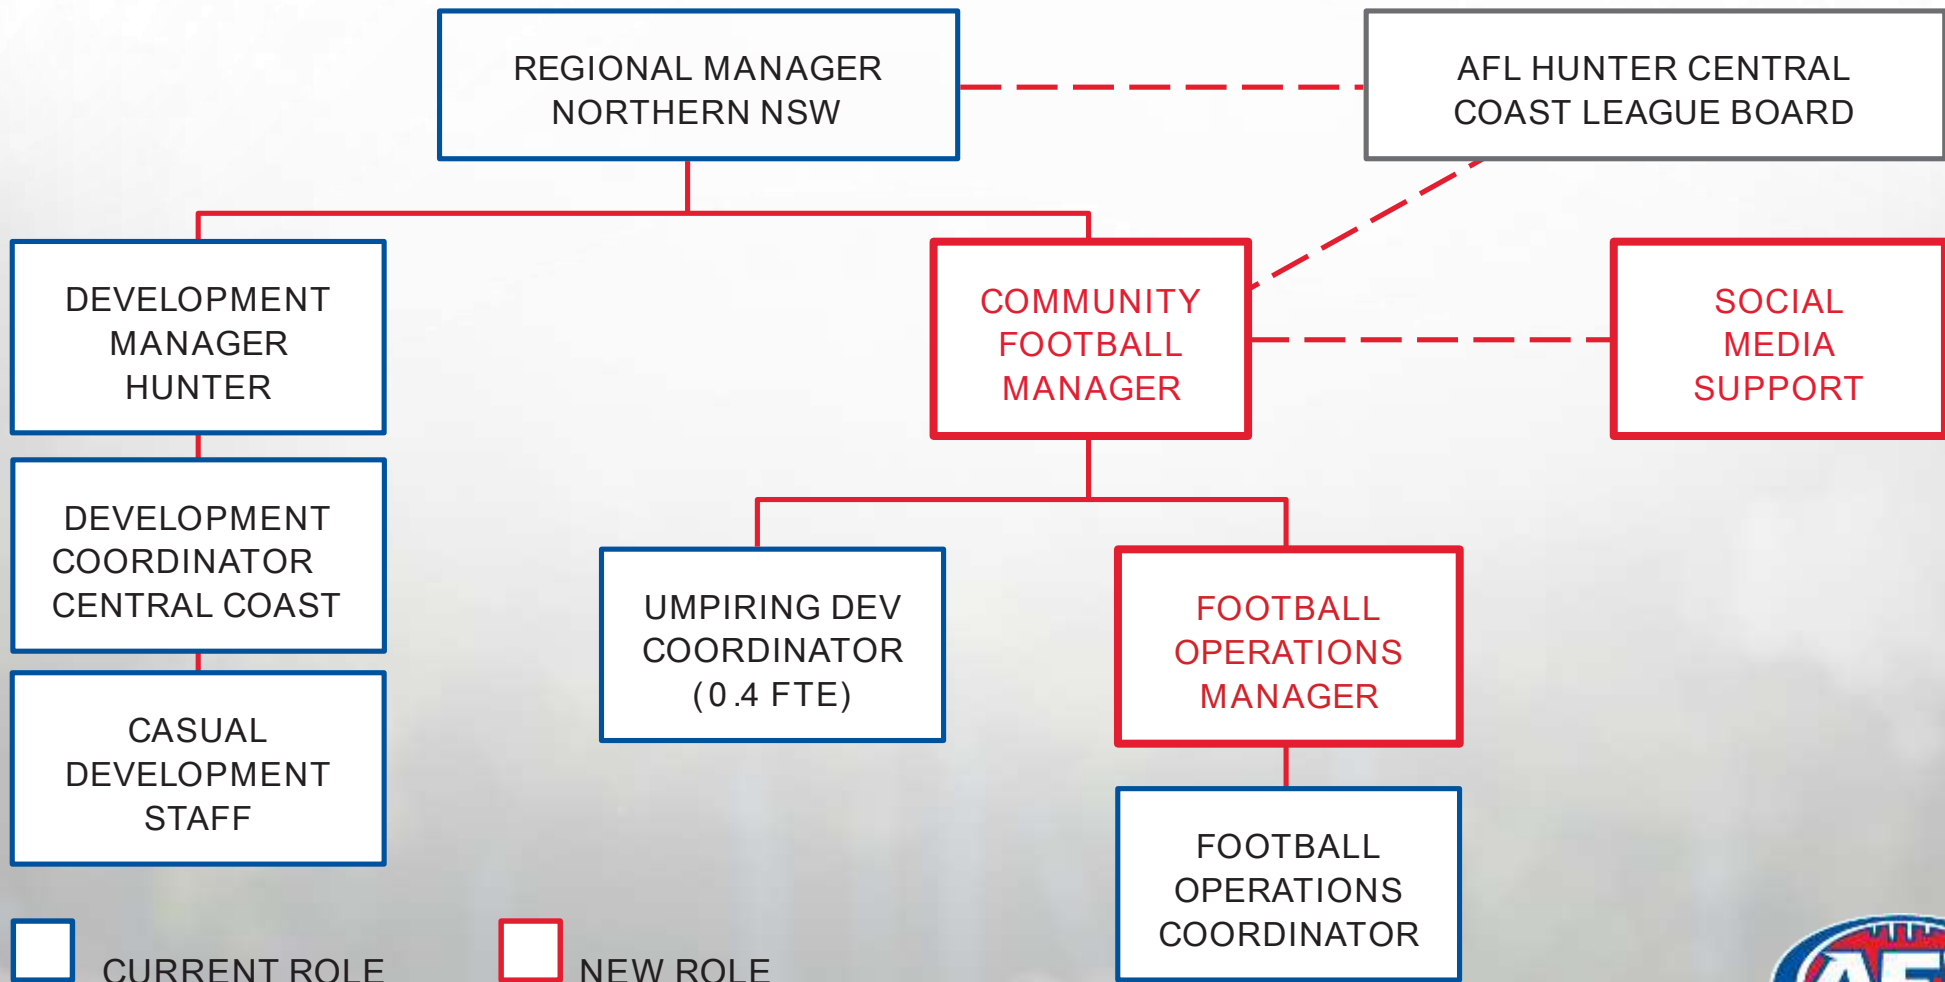 REGIONAL MANAGER
NORTHERN NSW
AFL HUNTER CENTRAL
COAST LEAGUE BOARD
DEVELOPMENT
MANAGER
HUNTER
COMMUNITY
FOOTBALL
MANAGER
SOCIAL
MEDIA
SUPPORT
DEVELOPMENT
COORDINATOR
CENTRAL COAST
UMPIRING DEV
COORDINATOR
(0.4 FTE)
FOOTBALL
OPERATIONS
MANAGER
CASUAL
DEVELOPMENT
STAFF
FOOTBALL
OPERATIONS
COORDINATOR
CURRENT ROLE
NEW ROLE